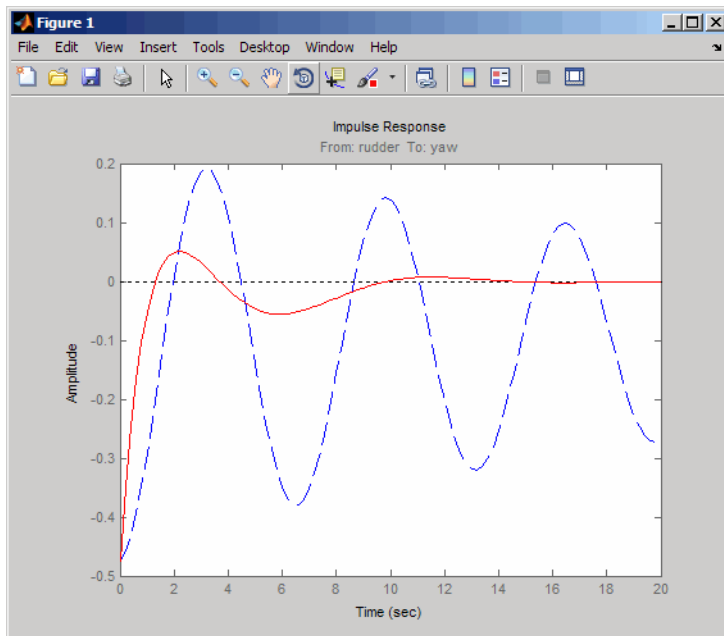 Figure 1
File Edit View Insert Tools Desktop Window Help
Impulse Response
From: rudder To: yaw
0.2
0.1
0
-0.1
-0.2
-0.3
-0.4
-0.5
Amplitude
0 2 4 6 8 10 12 14 16 18 20
Time (sec)